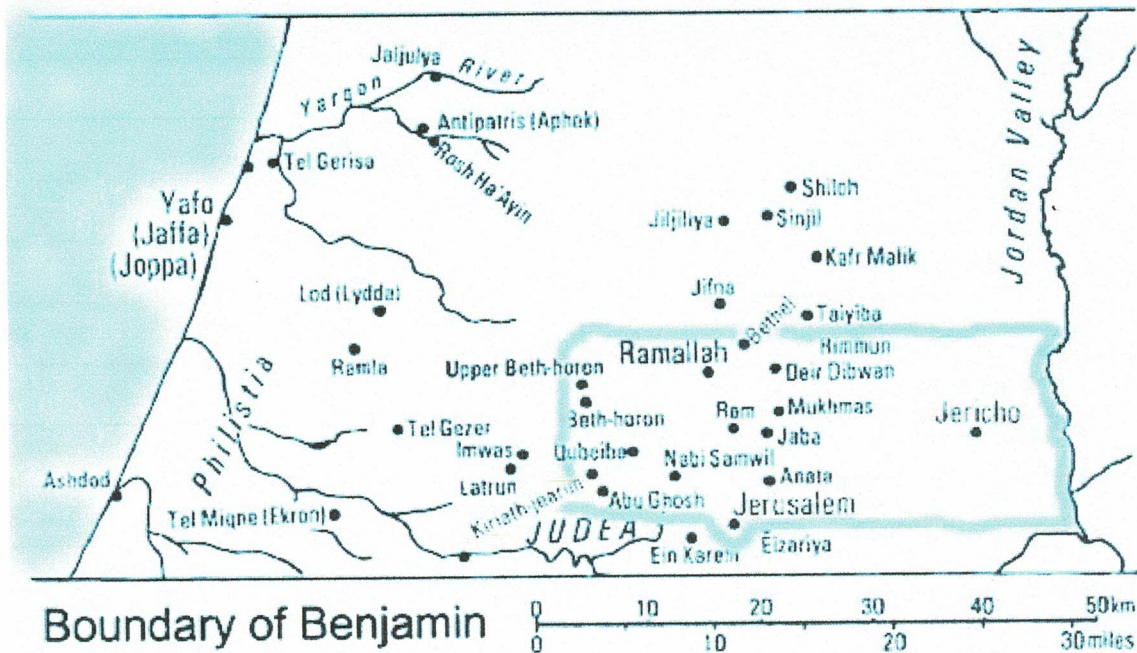 Jaljulya
Yarqon River
Antipatris (Aphek)
Rosh Ha'Ayin
Tel Gerisa
Yafo
(Jaffa)
(Joppa)
Shiloh
Jiljiliya
Sinjil
Kafr Malik
Jordan Valley
Lod (Lydda)
Jifna
Bethel
Taiyiba
Ramla
Upper Beth-horon
Ramallah
Rimmun
Deir Dibwan
Beth-horon
Ram
Mukhmas
Jericho
Philistia
Tel Gezer
Jaba
Imwas
Qubeiba
Nabi Samwil
Latrun
Anata
Ashdod
Kiriath-jearim
Abu Ghosh
Jerusalem
Tel Miqne (Ekron)
JUDEA
Ein Karem
Eizariya
Boundary of Benjamin
0 10 20 30 40 50km
0 10 20 30 miles